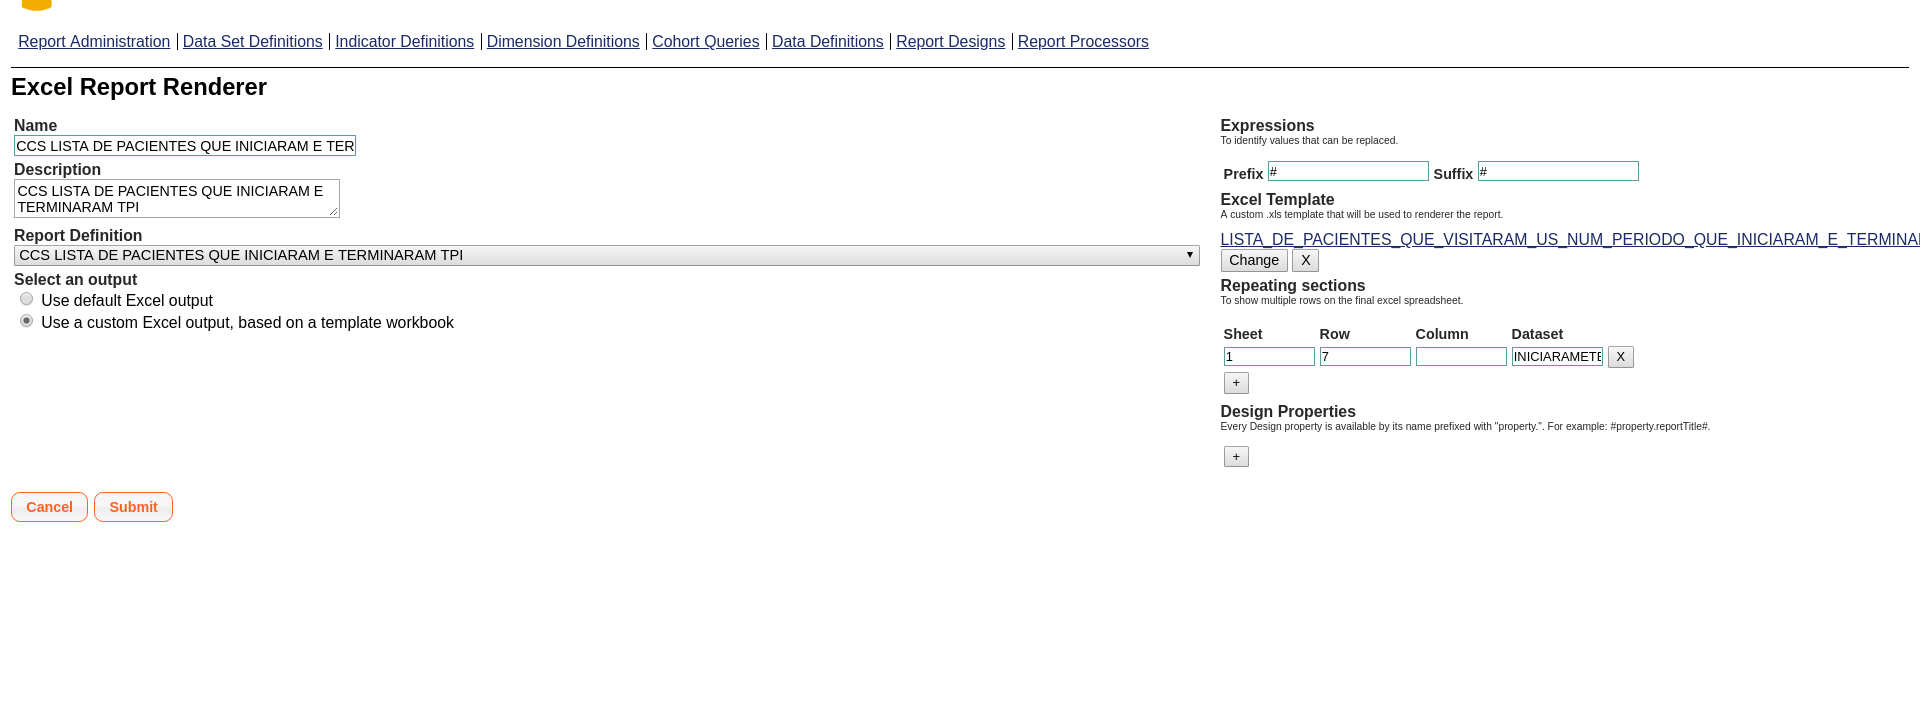 Report Administration | Data Set Definitions | Indicator Definitions | Dimension Definitions | Cohort Queries | Data Definitions | Report Designs | Report Processors
Excel Report Renderer
Name
CCS LISTA DE PACIENTES QUE INICIARAM E TER
Description
CCS LISTA DE PACIENTES QUE INICIARAM E
TERMINARAM TPI
Report Definition
CCS LISTA DE PACIENTES QUE INICIARAM E TERMINARAM TPI
Select an output
Use default Excel output
Use a custom Excel output, based on a template workbook
Expressions
To identify values that can be replaced.
Prefix # Suffix #
Excel Template
A custom .xls template that will be used to renderer the report.
LISTA_DE_PACIENTES_QUE_VISITARAM_US_NUM_PERIODO_QUE_INICIARAM_E_TERMINA
Change X
Repeating sections
To show multiple rows on the final excel spreadsheet.
Sheet Row Column Dataset
1 7 INICIARAMETE X
+
Design Properties
Every Design property is available by its name prefixed with "property.". For example: #property.reportTitle#.
+
Cancel Submit